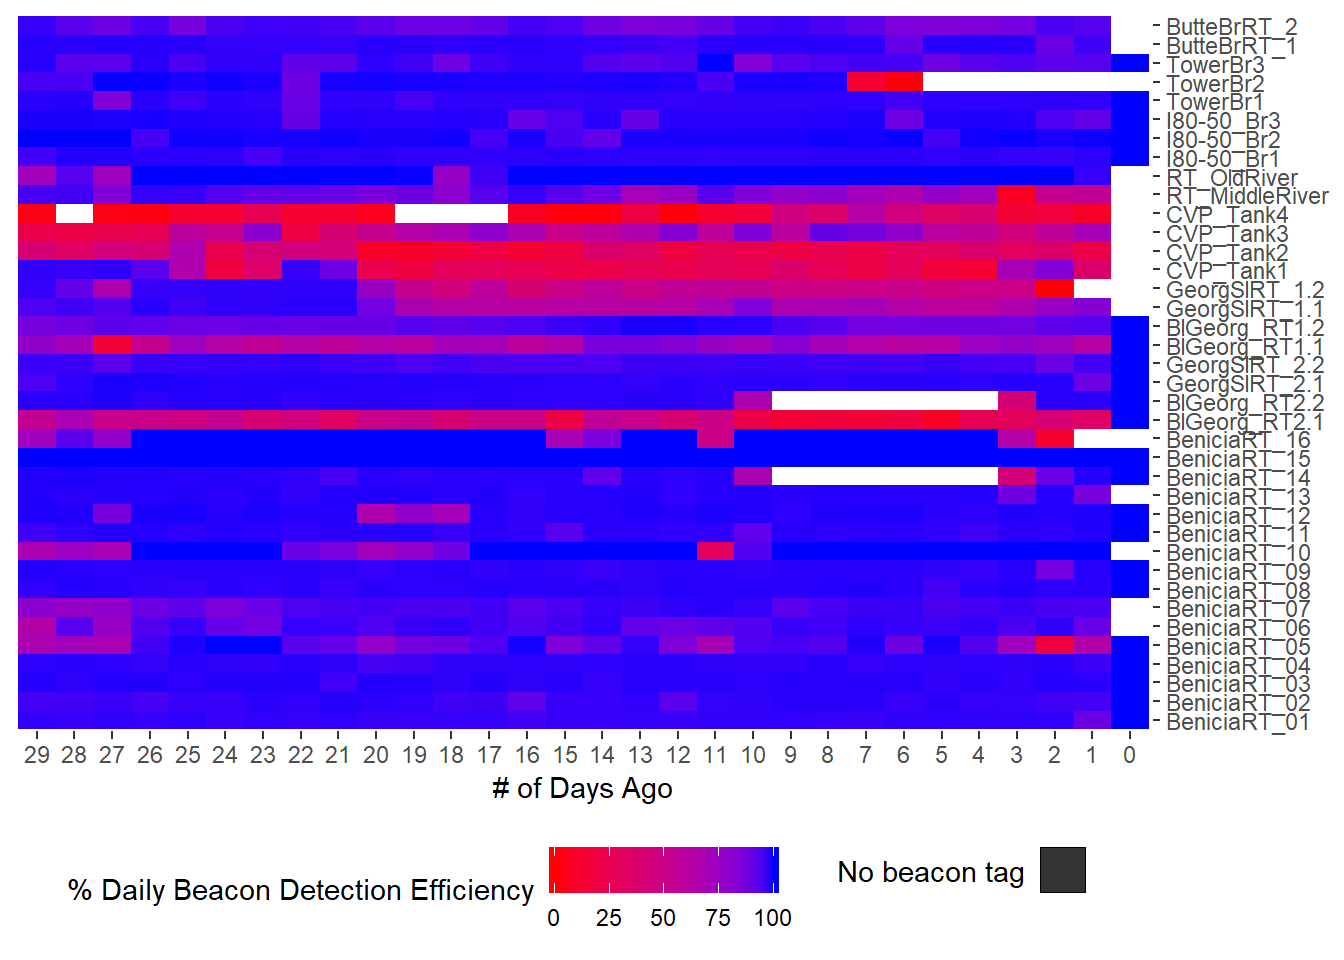 ButteBrRT_2
ButteBrRT_1
TowerBr3
TowerBr2
TowerBr1
I80-50_Br3
I80-50_Br2
I80-50_Br1
RT_OldRiver
RT_MiddleRiver
CVP_Tank4
CVP_Tank3
CVP_Tank2
CVP_Tank1
GeorgSlRT_1.2
GeorgSlRT_1.1
BlGeorg_RT1.2
BlGeorg_RT1.1
GeorgSlRT_2.2
GeorgSlRT_2.1
BlGeorg_RT2.2
BlGeorg_RT2.1
BeniciaRT_16
BeniciaRT_15
BeniciaRT_14
BeniciaRT_13
BeniciaRT_12
BeniciaRT_11
BeniciaRT_10
BeniciaRT_09
BeniciaRT_08
BeniciaRT_07
BeniciaRT_06
BeniciaRT_05
BeniciaRT_04
BeniciaRT_03
BeniciaRT_02
BeniciaRT_01
29 28 27 26 25 24 23 22 21 20 19 18 17 16 15 14 13 12 11 10 9 8 7 6 5 4 3 2 1 0
# of Days Ago
% Daily Beacon Detection Efficiency
0 25 50 75 100
No beacon tag